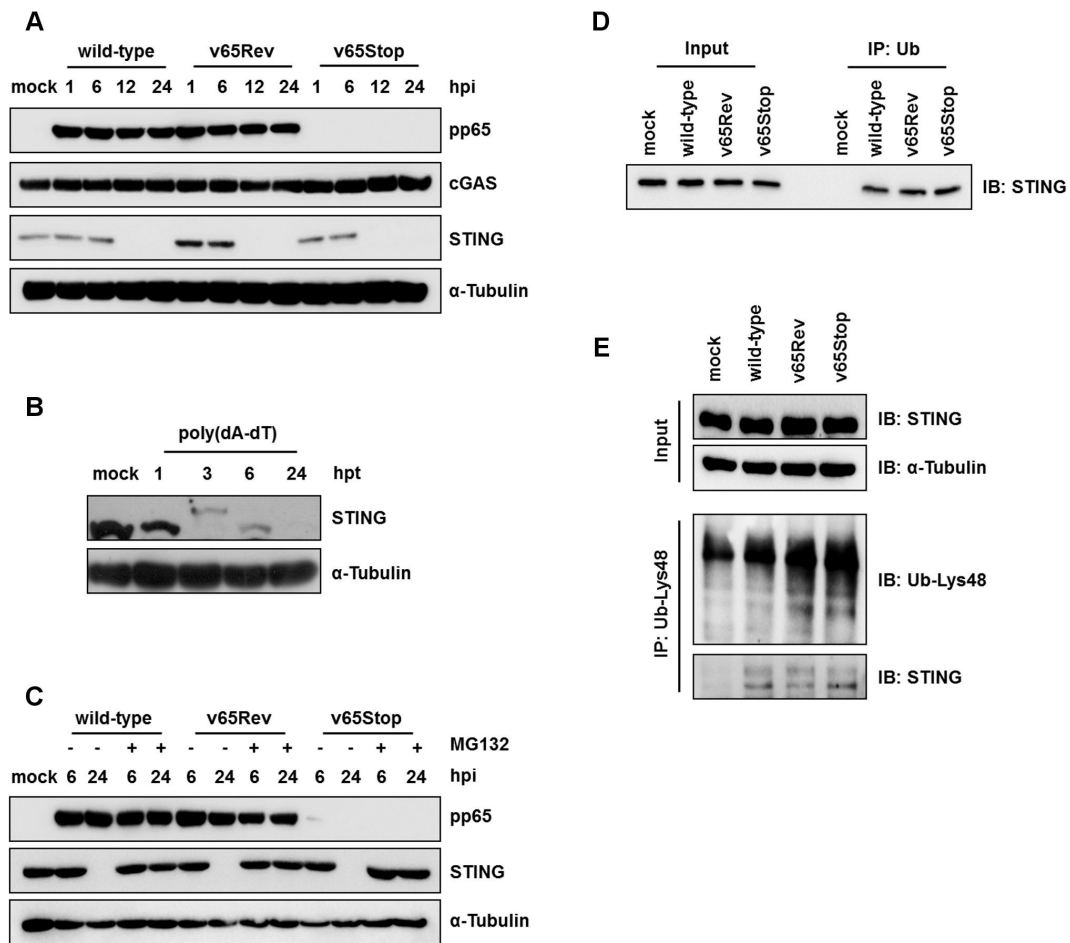 A
wild-type v65Rev v65Stop
mock 1 6 12 24 1 6 12 24 1 6 12 24 hpi
pp65
cGAS
STING
α-Tubulin
B
poly(dA-dT)
mock 1 3 6 24 hpt
STING
α-Tubulin
C
wild-type v65Rev v65Stop
- - + + - - + + - - + + MG132
mock 6 24 6 24 6 24 6 24 6 24 6 24 hpi
pp65
STING
α-Tubulin
D
Input IP: Ub
mock wild-type v65Rev v65Stop mock wild-type v65Rev v65Stop
IB: STING
E
mock wild-type v65Rev v65Stop
Input
IB: STING
IB: α-Tubulin
IP: Ub-Lys48
IB: Ub-Lys48
IB: STING